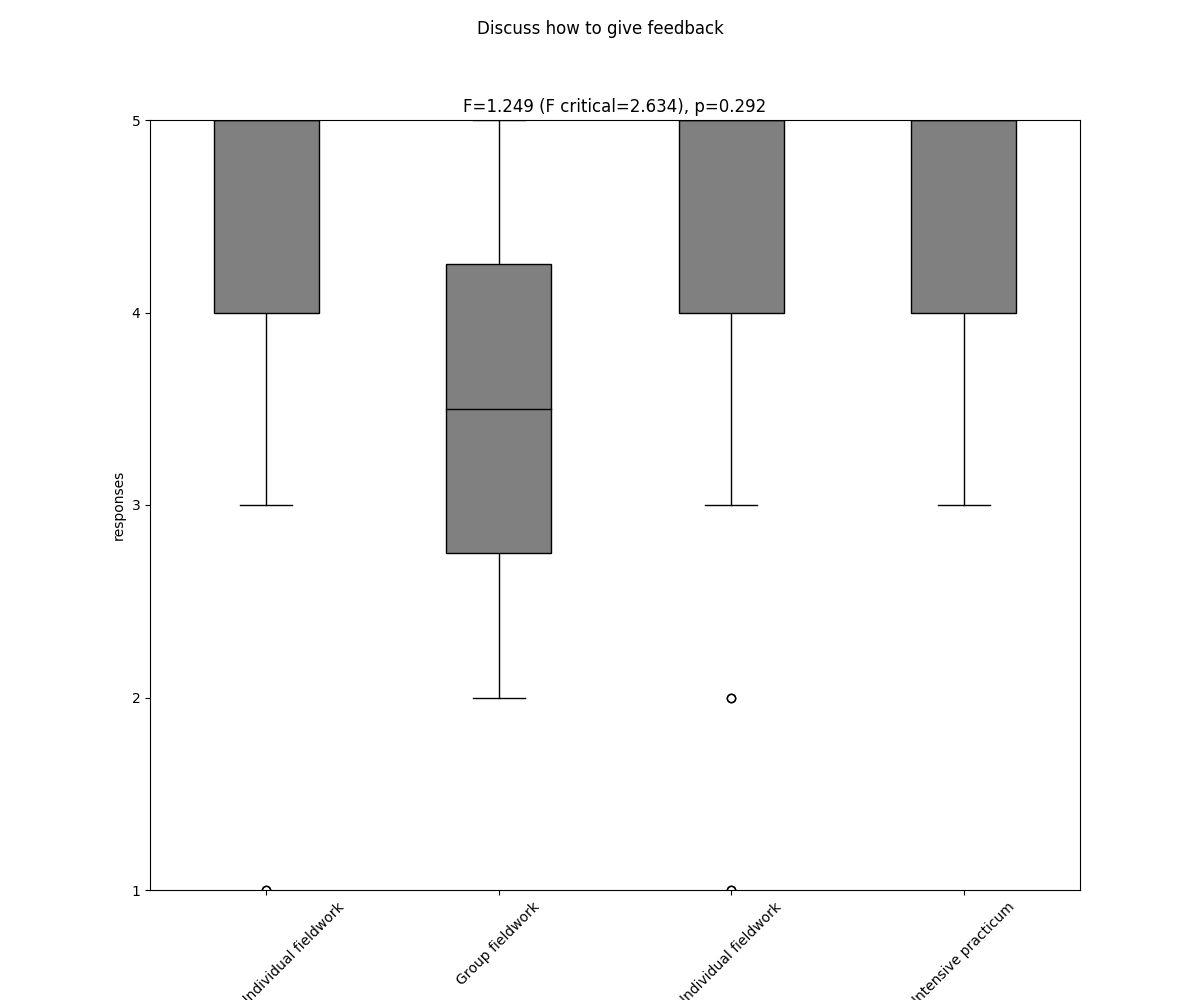 Discuss how to give feedback
F=1.249 (F critical=2.634), p=0.292
5
4
3
2
1
responses
Individual fieldwork
Group fieldwork
Individual fieldwork
Intensive practicum